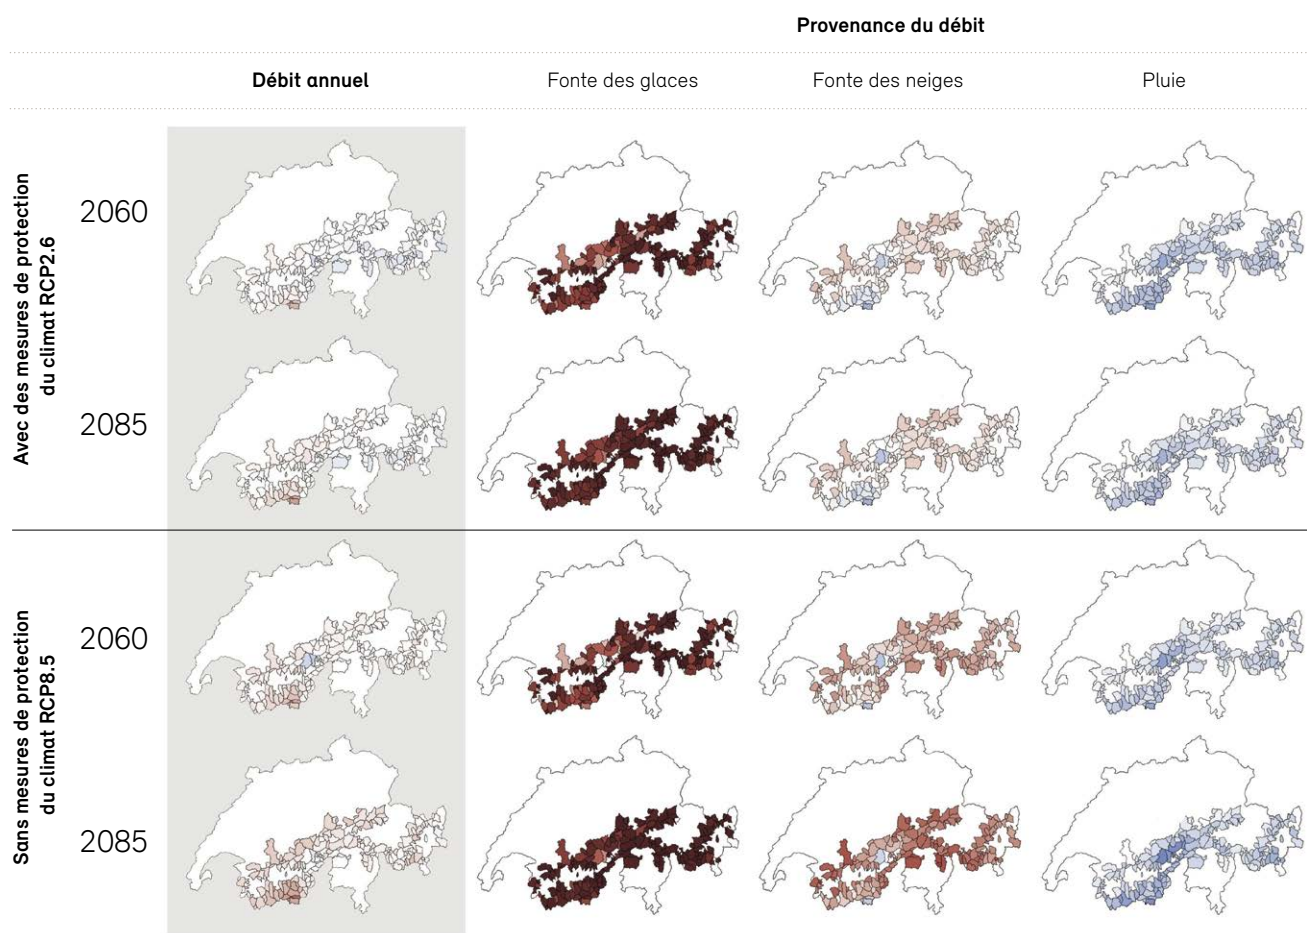 Provenance du débit
Débit annuel
Fonte des glaces
Fonte des neiges
Pluie
Avec des mesures de protection
du climat RCP2.6
2060
2085
Sans mesures de protection
du climat RCP8.5
2060
2085